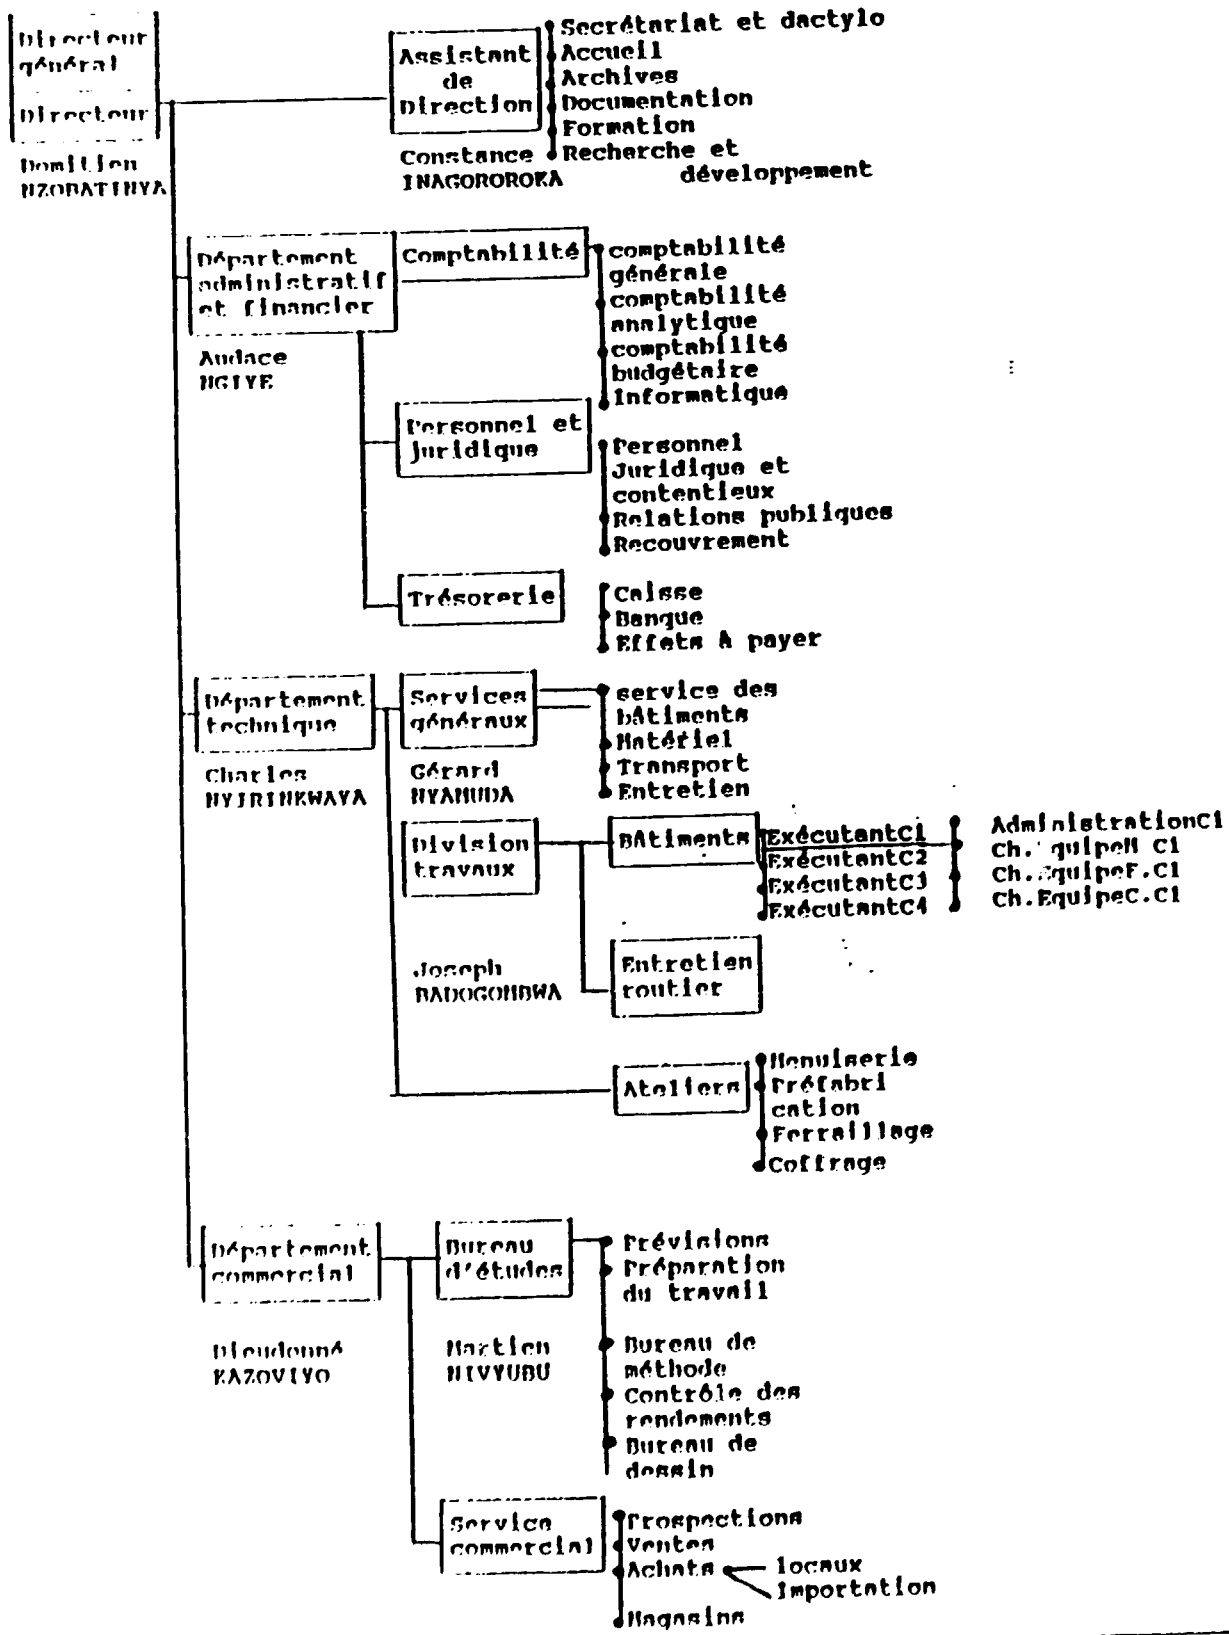 Directeur
général
Directeur
Domitien
NZOBATINYA
Assistant
de
Direction
Constance
INAGOROROKA
Secrétariat et dactylo
Accueil
Archives
Documentation
Formation
Recherche et
développement
Département
administratif
et financier
Audace
NGIYE
Comptabilité
comptabilité
générale
comptabilité
analytique
comptabilité
budgétaire
Informatique
Personnel et
juridique
Personnel
Juridique et
contentieux
Relations publiques
Recouvrement
Trésorerie
Caisse
Banque
Effets à payer
Département
technique
Charles
Services
généraux
Gérard
NYAMUDA
service des
bâtiments
Matériel
Transport
Entretien
Division
travaux
Joseph
BADOGOMBWA
Bâtiments
ExécutantC1
ExécutantC2
ExécutantC3
ExécutantC4
AdministrationC1
Ch. quipeM C1
Ch.EquipeF.C1
Ch.EquipeC.C1
Entretien
routier
Ateliers
Menuiserie
Préfabri
cation
Ferraillage
Coffrage
Département
commercial
Dieudonné
KAZOVIYO
Bureau
d'études
Martien
NIVYUBU
Prévisions
Préparation
du travail
Bureau de
méthode
Contrôle des
rendements
Bureau de
dessin
Service
commercial
Prospections
Ventes
Achats
locaux
Importation
Magasins